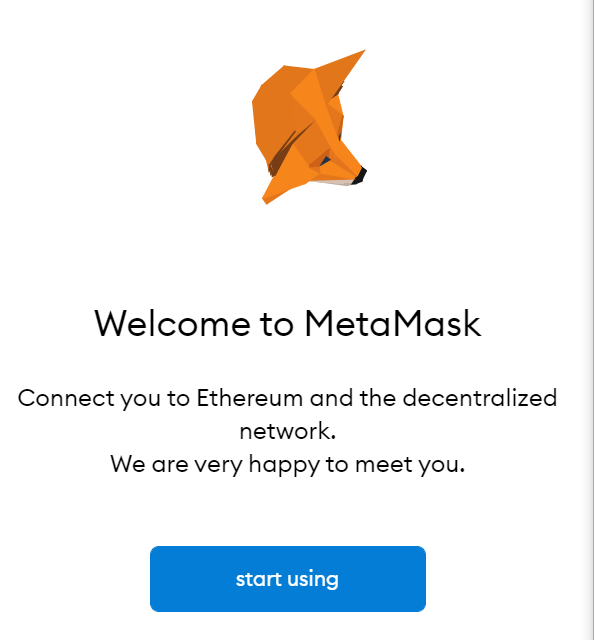 Welcome to MetaMask
Connect you to Ethereum and the decentralized
network.
We are very happy to meet you.
start using